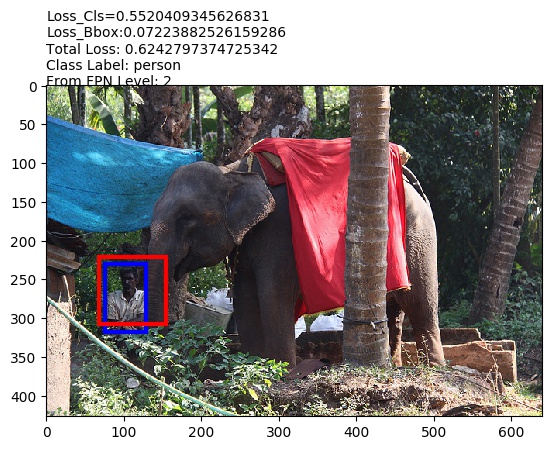 Loss_Cls=0.5520409345626831
Loss_Bbox:0.07223882526159286
Total Loss: 0.6242797374725342
Class Label: person
From FPN Level: 2
0
50
100
150
200
250
300
350
400
0 100 200 300 400 500 600